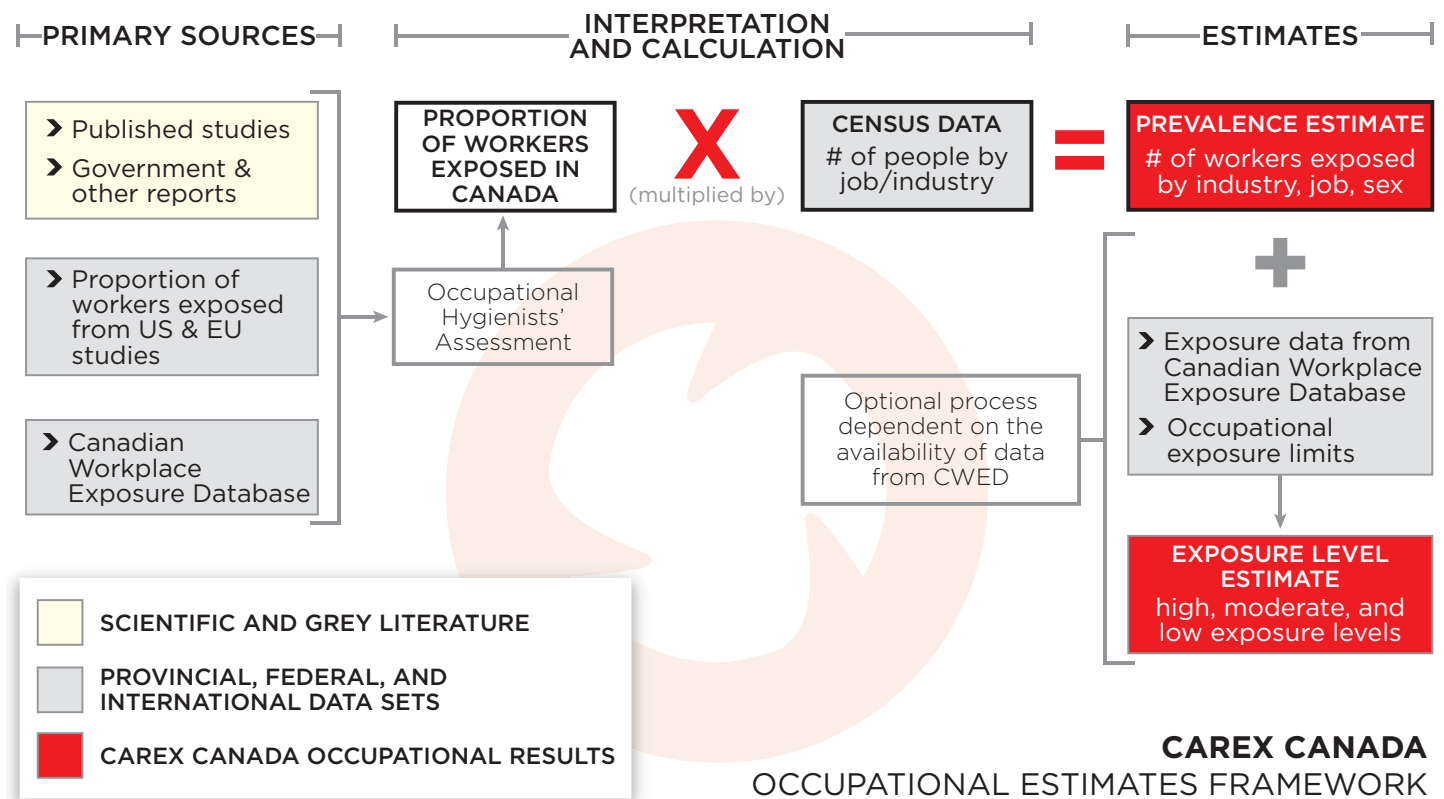 PRIMARY SOURCES
INTERPRETATION
AND CALCULATION
ESTIMATES
Published studies
Government &
other reports
Proportion of
workers exposed
from US & EU
studies
Canadian
Workplace
Exposure Database
PROPORTION
OF WORKERS
EXPOSED IN
CANADA
Occupational
Hygienists'
Assessment
X
(multiplied by)
CENSUS DATA
# of people by
job/industry
=
PREVALENCE ESTIMATE
# of workers exposed
by industry, job, sex
+
Optional process
dependent on the
availability of data
from CWED
Exposure data from
Canadian Workplace
Exposure Database
Occupational
exposure limits
EXPOSURE LEVEL
ESTIMATE
high, moderate, and
low exposure levels
SCIENTIFIC AND GREY LITERATURE
PROVINCIAL, FEDERAL, AND
INTERNATIONAL DATA SETS
CAREX CANADA OCCUPATIONAL RESULTS
CAREX CANADA
OCCUPATIONAL ESTIMATES FRAMEWORK